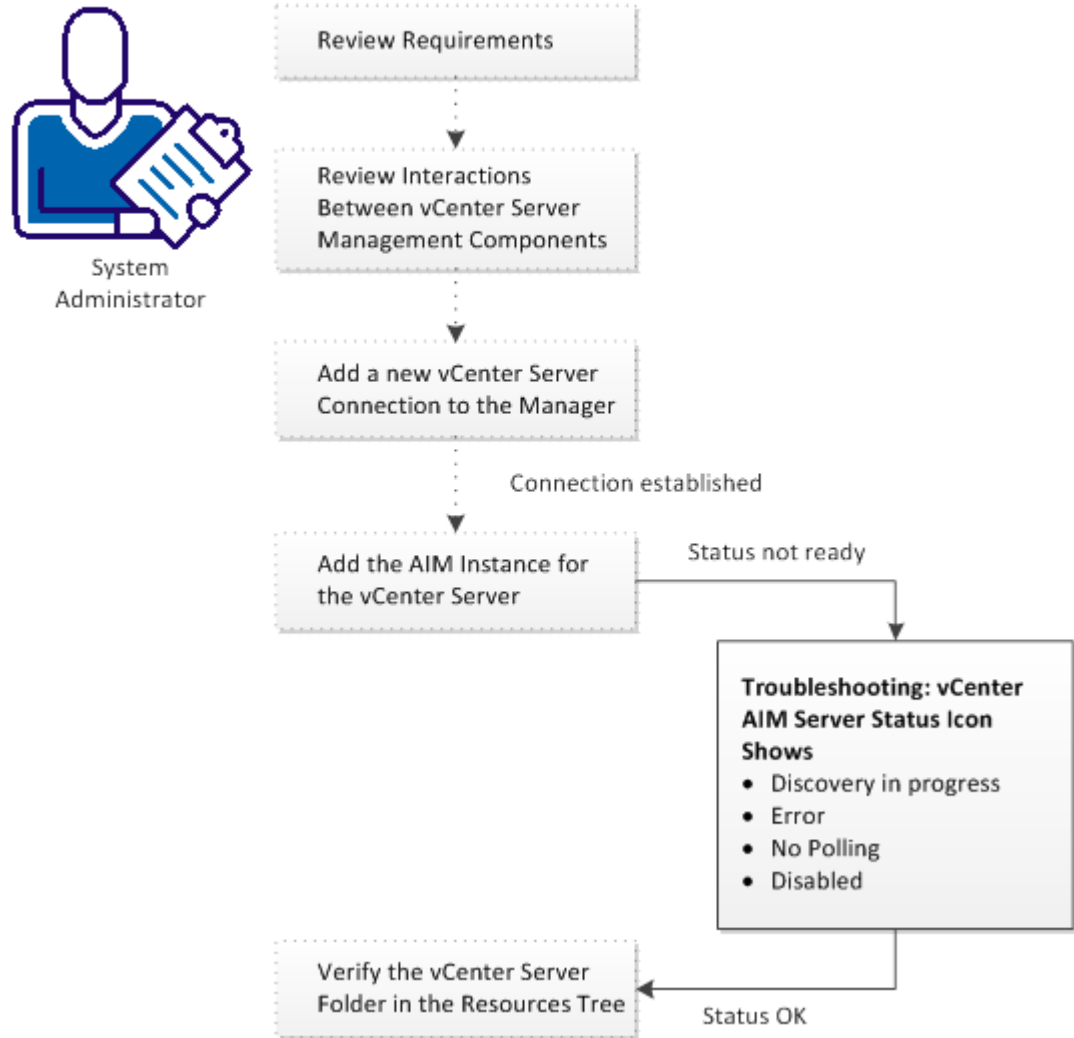 Review Requirements
System
Administrator
Review Interactions
Between vCenter Server
Management Components
Add a new vCenter Server
Connection to the Manager
Connection established
Add the AIM Instance for
the vCenter Server
Status not ready
Troubleshooting: vCenter
AIM Server Status Icon
Shows
• Discovery in progress
• Error
• No Polling
• Disabled
Verify the vCenter Server
Folder in the Resources Tree
Status OK